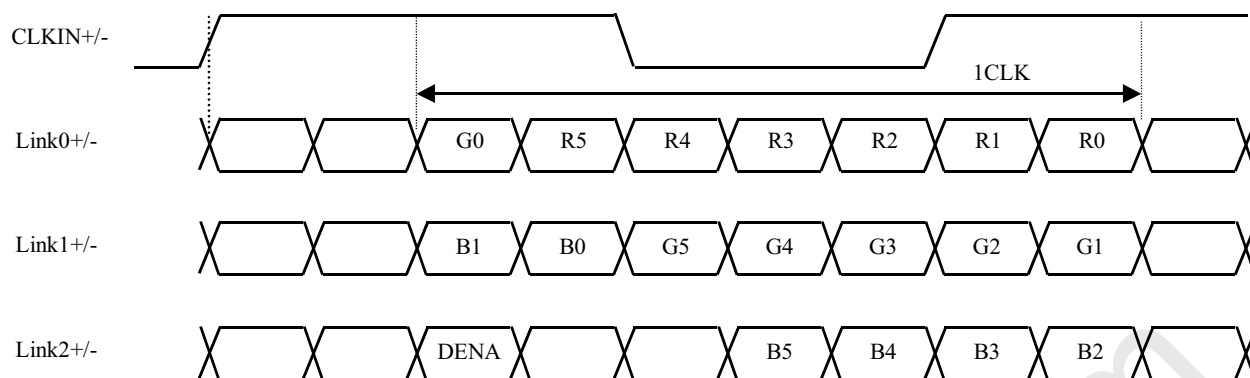 CLKIN+/-
1CLK
Link0+/- G0 R5 R4 R3 R2 R1 R0
Link1+/- B1 B0 G5 G4 G3 G2 G1
Link2+/- DENA B5 B4 B3 B2